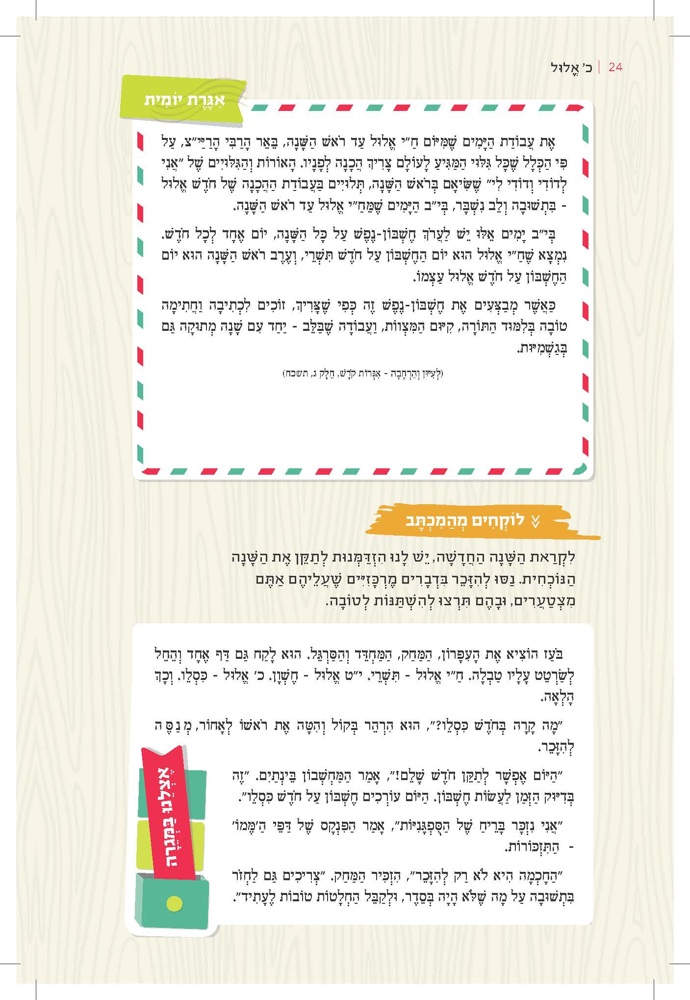 24 | כ' אֱלוּל
אִגֶּרֶת יוֹמִית
אֶת עֲבוֹדַת הַיָּמִים שֶׁמִּיּוֹם חַ"י אֱלוּל עַד רֹאשׁ הַשָּׁנָה, בֵּאֵר הָרַבִּי הָרַיַּי"צ, עַל
פִּי הַכְּלָל שֶׁכָּל גִּלּוּי הַמַּגִּיעַ לָעוֹלָם צָרִיךְ הֲכָנָה לְפָנָיו. הָאוֹרוֹת וְהַגִּלּוּיִים שֶׁל "אֲנִי
לְדוֹדִי וְדוֹדִי לִי" שֶׁשִּׂיאָם בְּרֹאשׁ הַשָּׁנָה, תְּלוּיִים בַּעֲבוֹדַת הַהֲכָנָה שֶׁל חֹדֶשׁ אֱלוּל
- בִּתְשׁוּבָה וְלֵב נִשְׁבָּר, בְּי"ב הַיָּמִים שֶׁמֵּחַ"י אֱלוּל עַד רֹאשׁ הַשָּׁנָה.
בְּי"ב יָמִים אֵלּוּ יֵשׁ לַעֲרֹךְ חֶשְׁבּוֹן-נֶפֶשׁ עַל כָּל הַשָּׁנָה, יוֹם אֶחָד לְכָל חֹדֶשׁ.
נִמְצָא שֶׁחַ"י אֱלוּל הוּא יוֹם הַחֶשְׁבּוֹן עַל חֹדֶשׁ תִּשְׁרֵי, וְעֶרֶב רֹאשׁ הַשָּׁנָה הוּא יוֹם
הַחֶשְׁבּוֹן עַל חֹדֶשׁ אֱלוּל עַצְמוֹ.
כַּאֲשֶׁר מְבַצְּעִים אֶת חֶשְׁבּוֹן-נֶפֶשׁ זֶה כְּפִי שֶׁצָּרִיךְ, זוֹכִים לִכְתִיבָה וַחֲתִימָה
טוֹבָה בְּלִמּוּד הַתּוֹרָה, קִיּוּם הַמִּצְווֹת, וַעֲבוֹדָה שֶׁבַּלֵּב - יַחַד עִם שָׁנָה מְתוּקָה גַּם
בְּגַשְׁמִיּוּת.
(לְעִיּוּן וְהַרְחָבָה - אִגְּרוֹת קֹדֶשׁ, חֵלֶק ג, תשכח)
לוֹקְחִים מְהַמִּכְתָּב
לִקְרַאת הַשָּׁנָה הַחֲדָשָׁה, יֵשׁ לָנוּ הִזְדַּמְּנוּת לְתַקֵּן אֶת הַשָּׁנָה
הַנּוֹכְחִית. נַסּוּ לְהִזָּכֵר בִּדְבָרִים מֶרְכָּזִיִּים שֶׁעֲלֵיהֶם אַתֶּם
מִצְטַעֲרִים, וּבָהֶם תִּרְצוּ לְהִשְׁתַּנּוֹת לְטוֹבָה.
בֹּעַז הוֹצִיא אֶת הָעִפָּרוֹן, הַמַּחַק, הַמַּחְדֵּד וְהַסַּרְגֵּל. הוּא לָקַח גַּם דַּף אֶחָד וְהֵחֵל
לְשַׂרְטֵט עָלָיו טַבְלָה. חַ"י אֱלוּל - תִּשְׁרֵי. י"ט אֱלוּל - חֶשְׁוָן. כ' אֱלוּל - כִּסְלֵו. וְכָךְ
הָלְאָה.
"מָה קָרָה בְּחֹדֶשׁ כִּסְלֵו?", הוּא הִרְהֵר בְּקוֹל וְהִטָּה אֶת רֹאשׁוֹ לְאָחוֹר, מְנַסֶּה
לְהִזָּכֵר.
"הַיּוֹם אֶפְשָׁר לְתַקֵּן חֹדֶשׁ שָׁלֵם!", אָמַר הַמַּחְשְׁבוֹן בֵּינְתַיִם. "זֶה
בְּדִיּוּק הַזְּמַן לַעֲשׂוֹת חֶשְׁבּוֹן. הַיּוֹם עוֹרְכִים חֶשְׁבּוֹן עַל חֹדֶשׁ כִּסְלֵו".
"אֲנִי נִזְכָּר בָּרֵיחַ שֶׁל הַסֻּפְגָּנִיּוֹת", אָמַר הַפִּנְקָס שֶׁל דַּפֵּי הַ'מֶּמוֹ'
- הַתִּזְכּוֹרוֹת.
"הַחָכְמָה הִיא לֹא רַק לְהִזָּכֵר", הִזְכִּיר הַמַּחַק. "צְרִיכִים גַּם לַחְזֹר
בִּתְשׁוּבָה עַל מָה שֶׁלֹּא הָיָה בְּסֵדֶר, וּלְקַבֵּל הַחְלָטוֹת טוֹבוֹת לֶעָתִיד".
אֶצְלֵנוּ בַּמְּגֵרָה